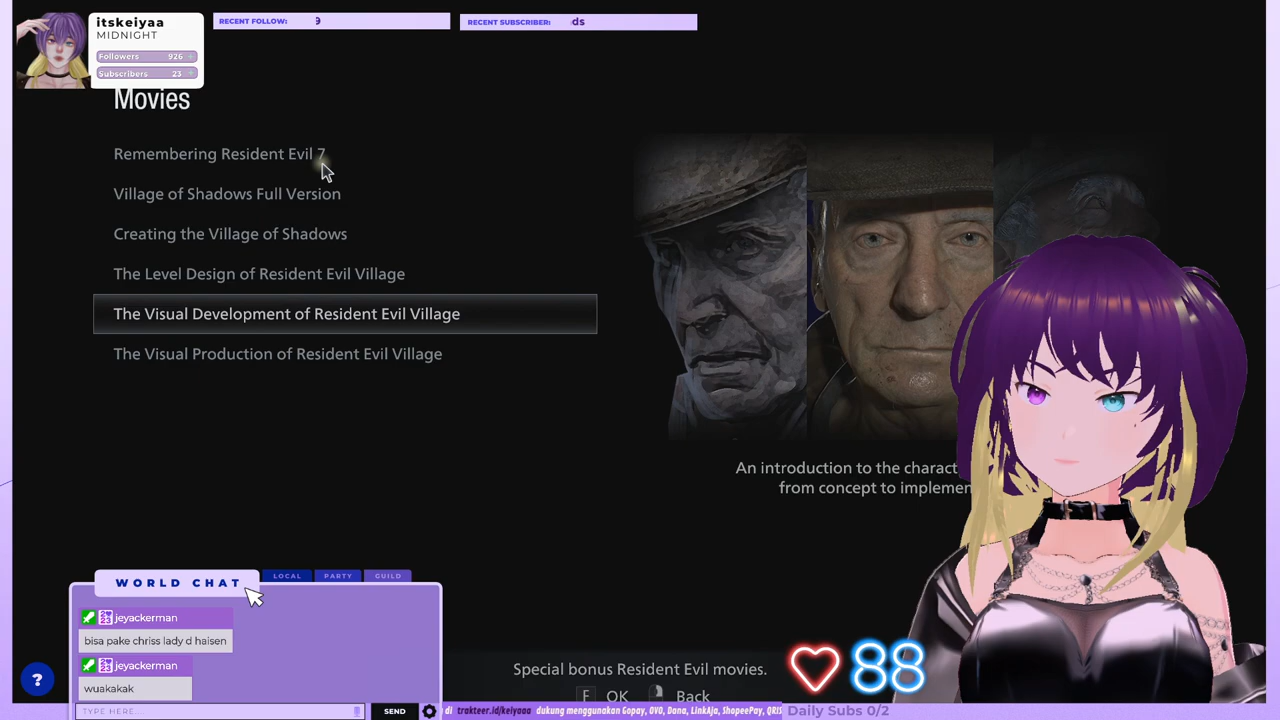 itskeiyaa
MIDNIGHT
Followers 926 +
Subscribers 23 +
RECENT FOLLOW: 9
RECENT SUBSCRIBER: ds
Movies
Remembering Resident Evil 7
Village of Shadows Full Version
Creating the Village of Shadows
The Level Design of Resident Evil Village
The Visual Development of Resident Evil Village
The Visual Production of Resident Evil Village
An introduction to the charact
from concept to implemen
WORLD CHAT
LOCAL
PARTY
GUILD
jeyackerman
bisa pake chriss lady d haisen
jeyackerman
wuakakak
TYPE HERE...
SEND
?
Special bonus Resident Evil movies.
F OK Back
88
di trakteer.id/keiyaaa dukung menggunakan Gopay, OVO, Dana, LinkAja, ShopeePay, QRIS
Daily Subs 0/2